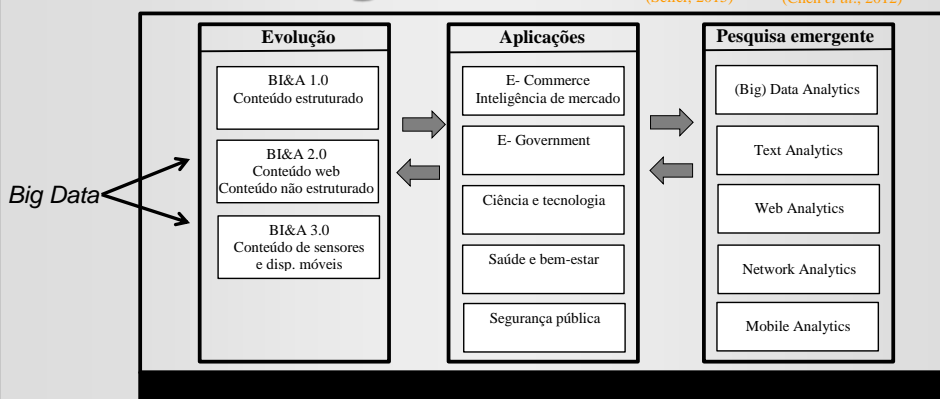 Big Data
Evolução
BI&A 1.0
Conteúdo estruturado
BI&A 2.0
Conteúdo web
Conteúdo não estruturado
BI&A 3.0
Conteúdo de sensores
e disp. móveis
Aplicações
E- Commerce
Inteligência de mercado
E- Government
Ciência e tecnologia
Saúde e bem-estar
Segurança pública
Pesquisa emergente
(Big) Data Analytics
Text Analytics
Web Analytics
Network Analytics
Mobile Analytics